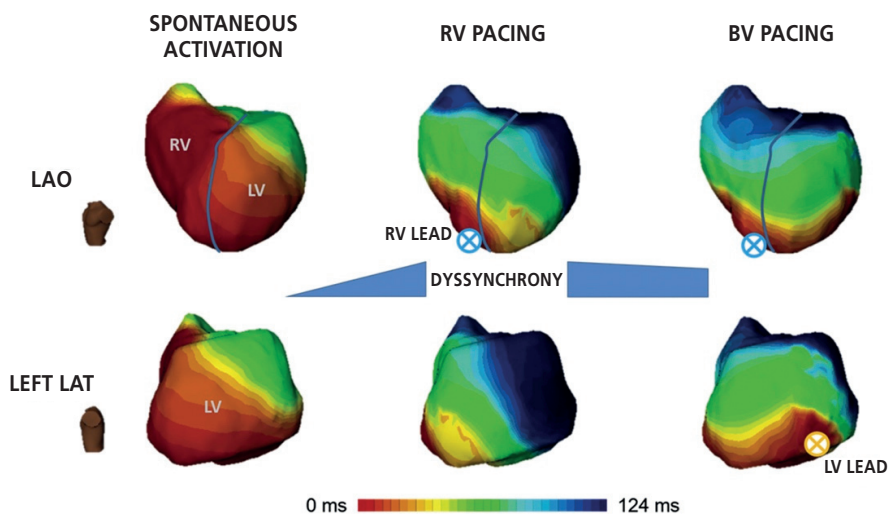 SPONTANEOUS
ACTIVATION
RV PACING
BV PACING
LAO
RV
LV
RV LEAD
DYSSYNCHRONY
LEFT LAT
LV
LV LEAD
0 ms
124 ms